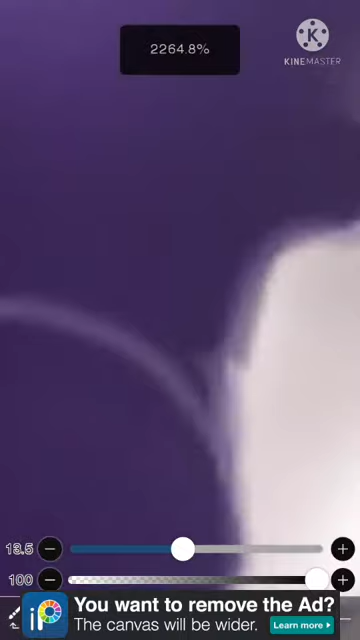 2264.8%
KINEMASTER
13.5
100
You want to remove the Ad?
The canvas will be wider.
Learn more